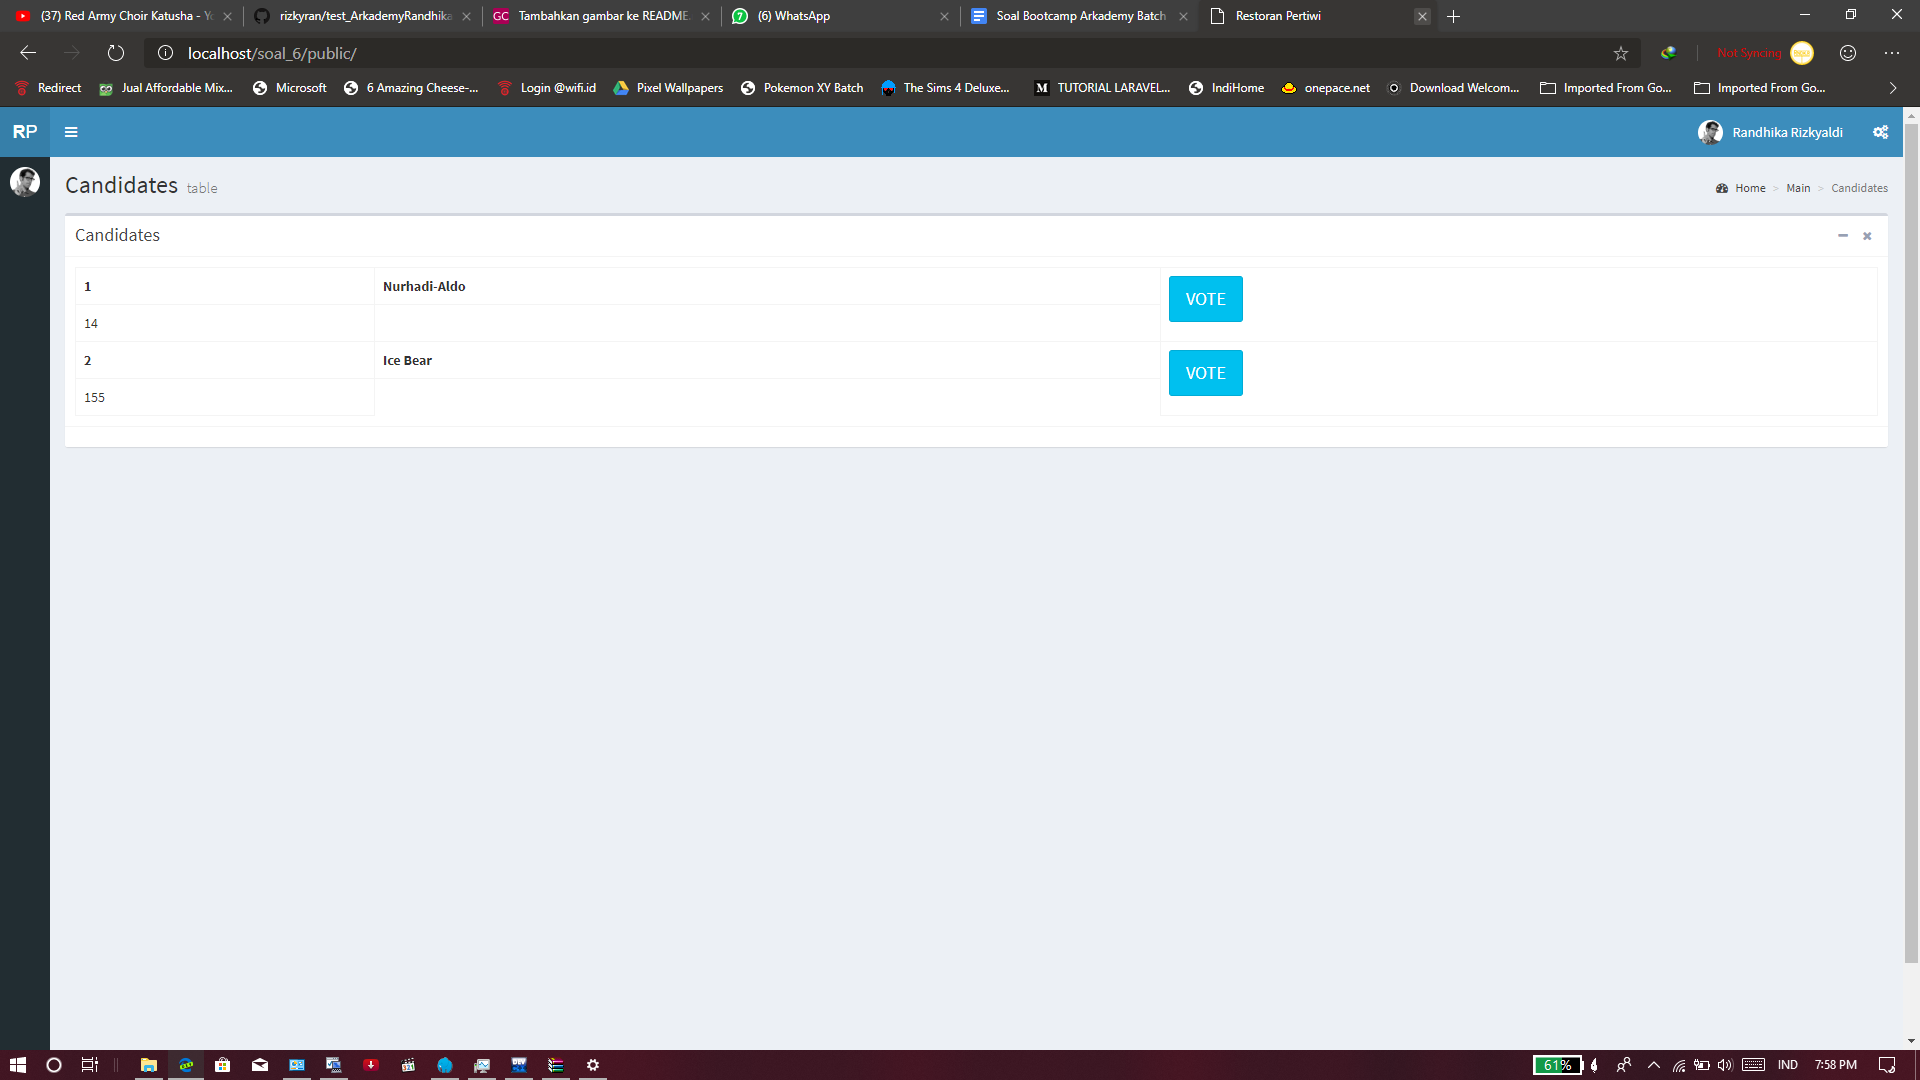 (37) Red Army Choir Katusha - Yo
rizkyran/test_ArkademyRandhika
GC Tambahkan gambar ke README.
7 (6) WhatsApp
Soal Bootcamp Arkademy Batch
Restoran Pertiwi
localhost/soal_6/public/
Not Syncing
Redirect
Jual Affordable Mix...
Microsoft
6 Amazing Cheese-...
Login @wifi.id
Pixel Wallpapers
Pokemon XY Batch
The Sims 4 Deluxe...
M TUTORIAL LARAVEL...
IndiHome
onepace.net
Download Welcom...
Imported From Go...
Imported From Go...
RP
Randhika Rizkyaldi
Candidates table
Home > Main > Candidates
Candidates
1 Nurhadi-Aldo VOTE
14
2 Ice Bear VOTE
155
61%
IND
7:58 PM